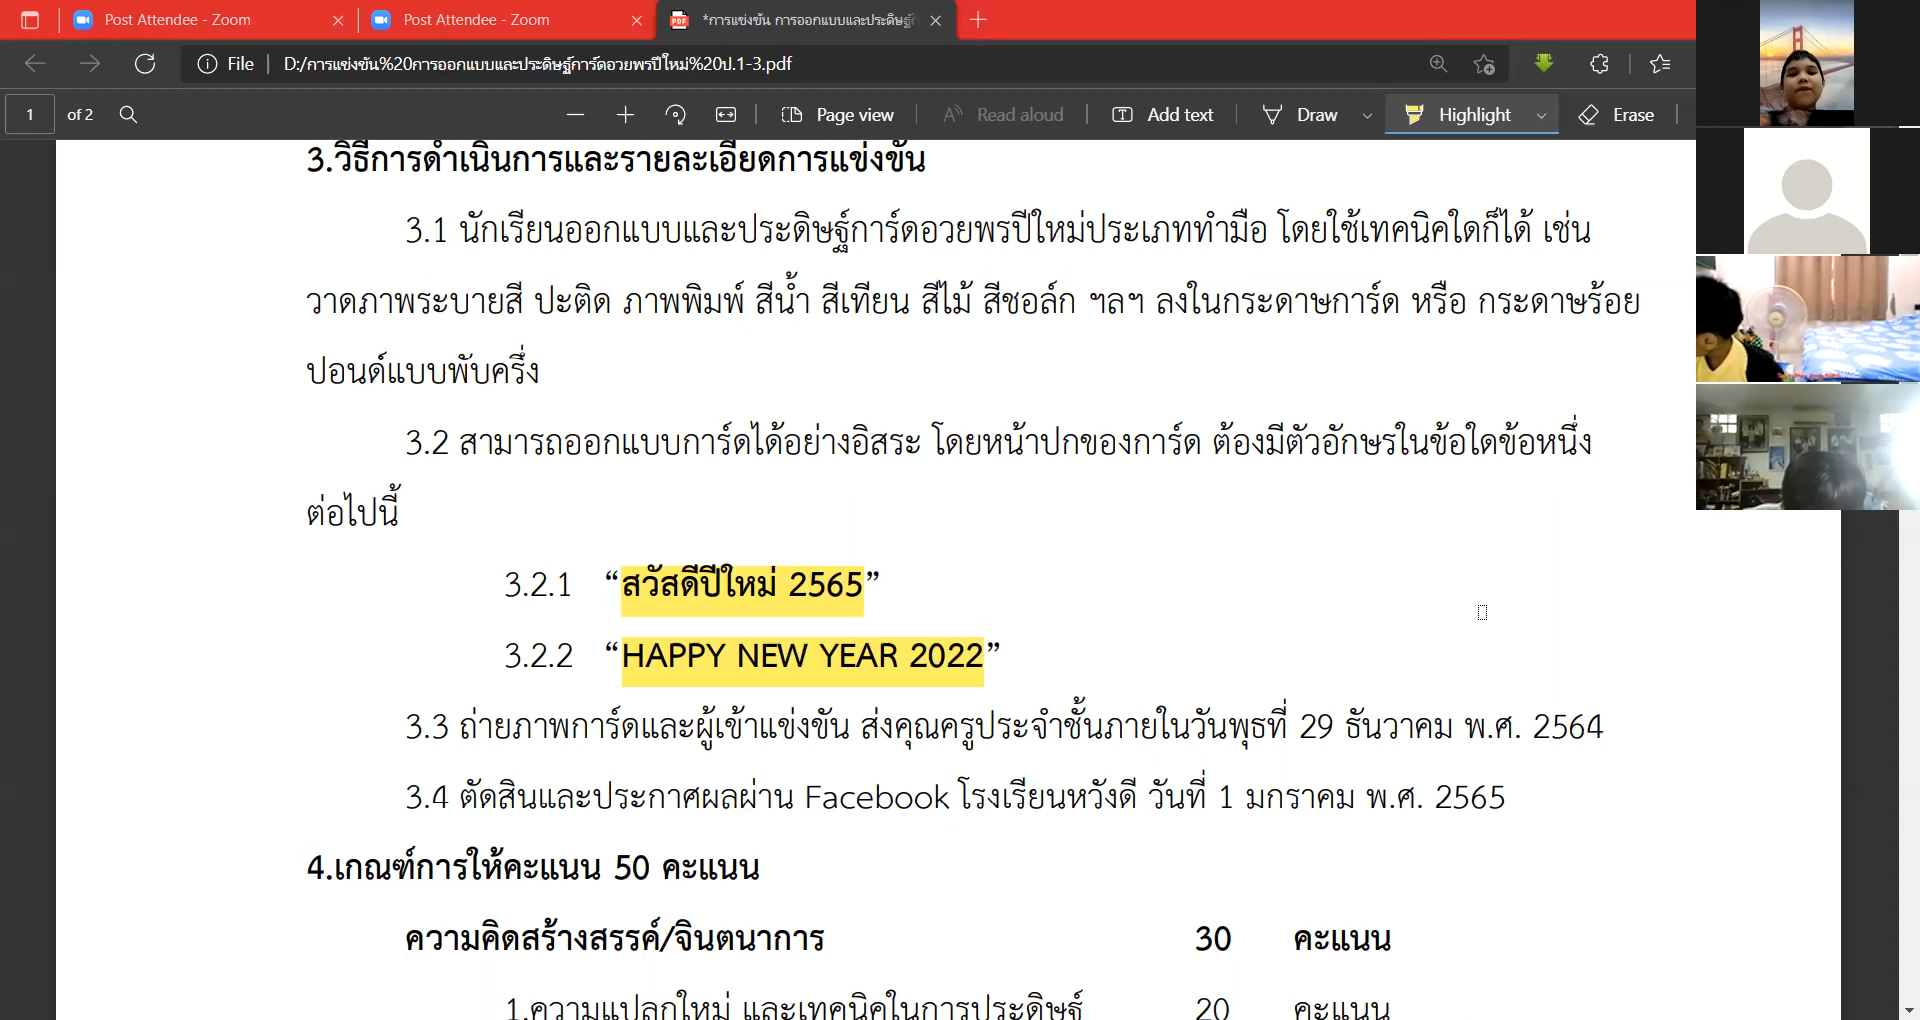 Post Attendee - Zoom
Post Attendee - Zoom
*การแข่งขัน การออกแบบและประดิษฐ์
File D:/การแข่งขัน%20การออกแบบและประดิษฐ์การ์ดอวยพรปีใหม่%20ป.1-3.pdf
1 of 2 Page view Read aloud Add text Draw Highlight Erase
3.วิธีการดำเนินการและรายละเอียดการแข่งขัน
3.1 นักเรียนออกแบบและประดิษฐ์การ์ดอวยพรปีใหม่ประเภททำมือ โดยใช้เทคนิคใดก็ได้ เช่น
วาดภาพระบายสี ปะติด ภาพพิมพ์ สีน้ำ สีเทียน สีไม้ สีชอล์ก ฯลฯ ลงในกระดาษการ์ด หรือ กระดาษร้อย
ปอนด์แบบพับครึ่ง
3.2 สามารถออกแบบการ์ดได้อย่างอิสระ โดยหน้าปกของการ์ด ต้องมีตัวอักษรในข้อใดข้อหนึ่ง
ต่อไปนี้
3.2.1 “สวัสดีปีใหม่ 2565”
3.2.2 “HAPPY NEW YEAR 2022”
3.3 ถ่ายภาพการ์ดและผู้เข้าแข่งขัน ส่งคุณครูประจำชั้นภายในวันพุธที่ 29 ธันวาคม พ.ศ. 2564
3.4 ตัดสินและประกาศผลผ่าน Facebook โรงเรียนหวังดี วันที่ 1 มกราคม พ.ศ. 2565
4.เกณฑ์การให้คะแนน 50 คะแนน
ความคิดสร้างสรรค์/จินตนาการ 30 คะแนน
1.ความแปลกใหม่ และเทคนิคในการประดิษฐ์ 20 คะแนน